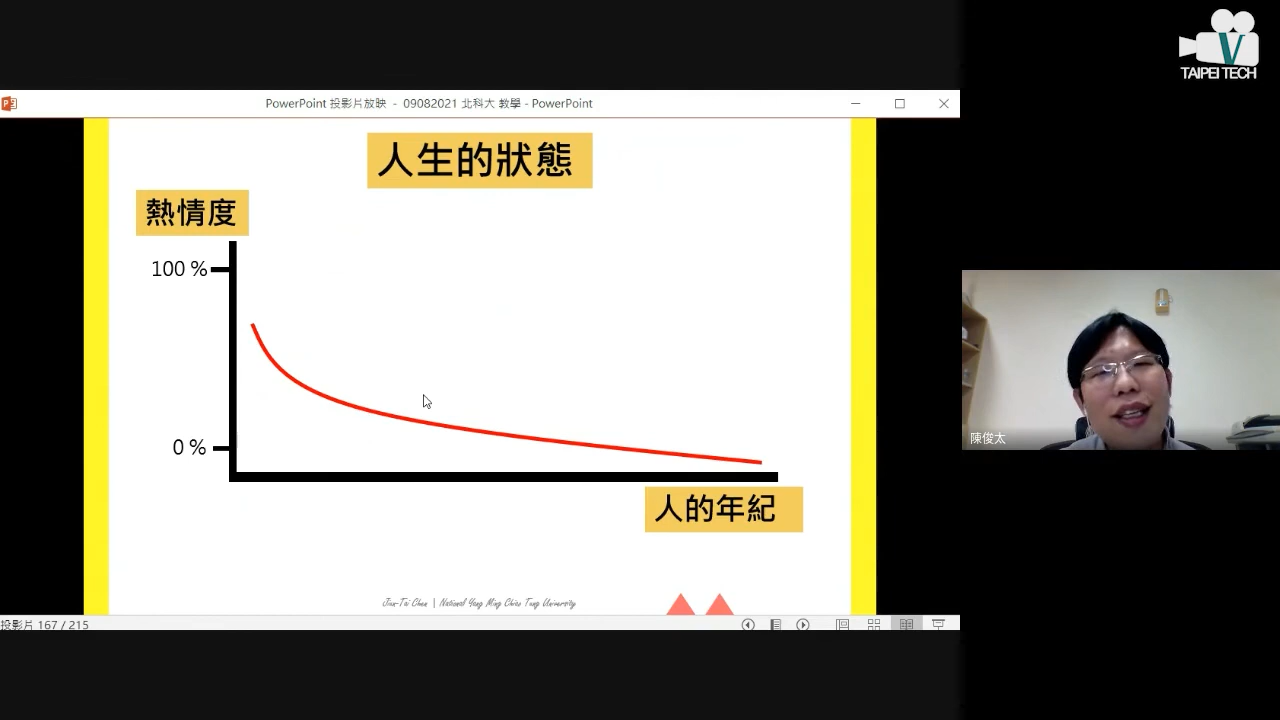 TAIPEI TECH
PowerPoint 投影片放映 - 09082021 北科大 教學 - PowerPoint
人生的狀態
熱情度
100 %
0 %
人的年紀
Jiun-Tai Chen | National Yang Ming Chiao Tung University
投影片 167 / 215
陳俊太